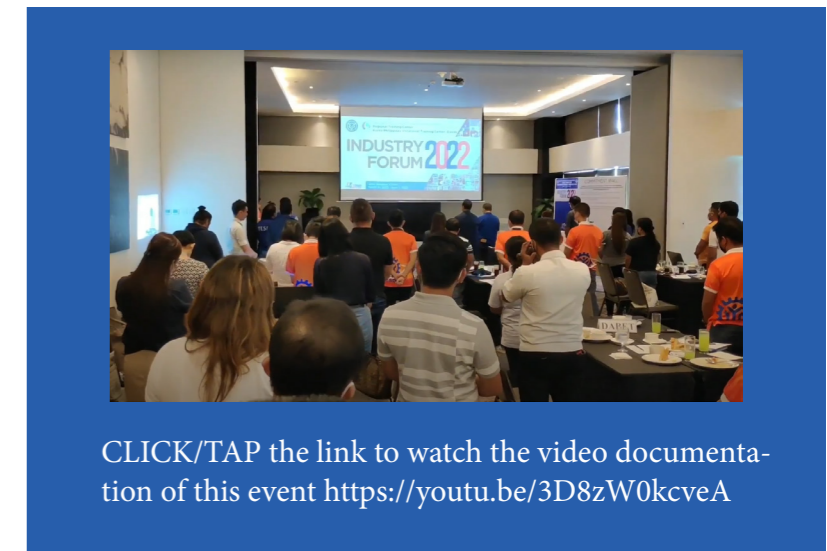 INDUSTRY
FORUM 2022
CLICK/TAP the link to watch the video documenta-
tion of this event https://youtu.be/3D8zW0kcveA